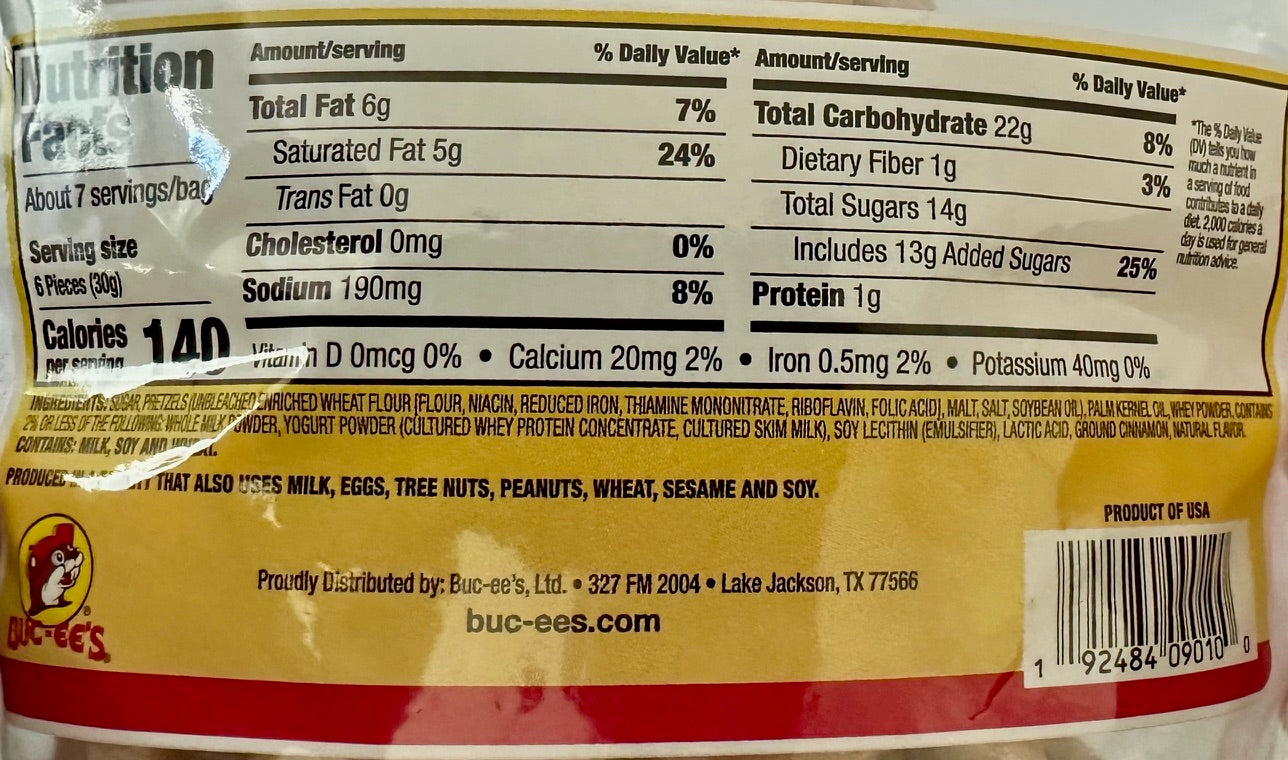 Nutrition
Facts
About 7 servings/bag
Serving size
6 Pieces (30g)
Calories
per serving
140
Amount/serving % Daily Value*
Total Fat 6g 7%
Saturated Fat 5g 24%
Trans Fat 0g
Cholesterol 0mg 0%
Sodium 190mg 8%
Amount/serving % Daily Value*
Total Carbohydrate 22g 8%
Dietary Fiber 1g 3%
Total Sugars 14g
Includes 13g Added Sugars 25%
Protein 1g
*The % Daily Value
(DV) tells you how
much a nutrient in
a serving of food
contributes to a daily
diet. 2,000 calories a
day is used for general
nutrition advice.
Vitamin D 0mcg 0% • Calcium 20mg 2% • Iron 0.5mg 2% • Potassium 40mg 0%
INGREDIENTS: SUGAR, PRETZELS (UNBLEACHED ENRICHED WHEAT FLOUR [FLOUR, NIACIN, REDUCED IRON, THIAMINE MONONITRATE, RIBOFLAVIN, FOLIC ACID], MALT, SALT, SOYBEAN OIL), PALM KERNEL OIL, WHEY POWDER, CONTAINS
2% OR LESS OF THE FOLLOWING: WHOLE MILK POWDER, YOGURT POWDER (CULTURED WHEY PROTEIN CONCENTRATE, CULTURED SKIM MILK), SOY LECITHIN (EMULSIFIER), LACTIC ACID, GROUND CINNAMON, NATURAL FLAVOR.
CONTAINS: MILK, SOY AND WHEAT.
PRODUCED THAT ALSO USES MILK, EGGS, TREE NUTS, PEANUTS, WHEAT, SESAME AND SOY.
PRODUCT OF USA
BUC-EE'S®
Proudly Distributed by: Buc-ee's, Ltd. • 327 FM 2004 • Lake Jackson, TX 77566
buc-ees.com
1 92484 09010 0